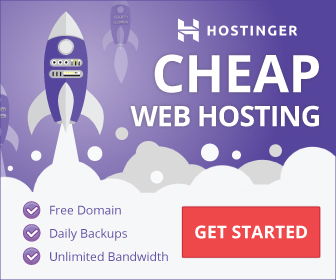 HOSTINGER
CHEAP
WEB HOSTING
Free Domain
Daily Backups
Unlimited Bandwidth
GET STARTED